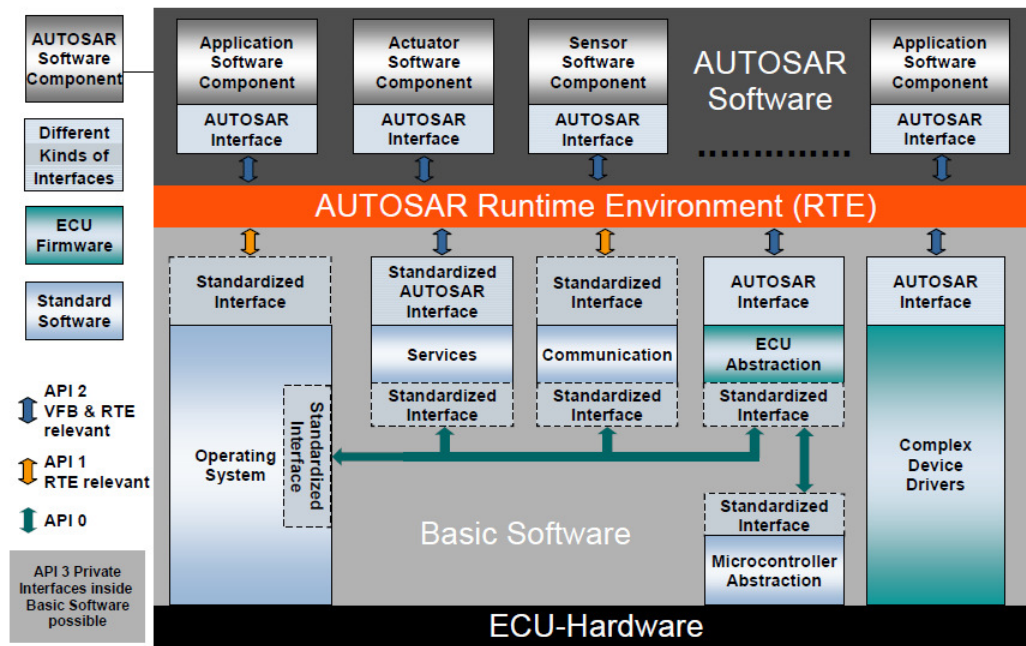 AUTOSAR
Software
Component
Different
Kinds of
Interfaces
ECU
Firmware
Standard
Software
API 2
VFB & RTE
relevant
API 1
RTE relevant
API 0
API 3 Private
Interfaces inside
Basic Software
possible
Application
Software
Component
AUTOSAR
Interface
Actuator
Software
Component
AUTOSAR
Interface
Sensor
Software
Component
AUTOSAR
Interface
AUTOSAR
Software
................
Application
Software
Component
AUTOSAR
Interface
AUTOSAR Runtime Environment (RTE)
Standardized
Interface
Operating
System
Standardized
Interface
Standardized
AUTOSAR
Interface
Services
Standardized
Interface
Standardized
Interface
Communication
Standardized
Interface
AUTOSAR
Interface
ECU
Abstraction
Standardized
Interface
Standardized
Interface
Microcontroller
Abstraction
AUTOSAR
Interface
Complex
Device
Drivers
Basic Software
ECU-Hardware